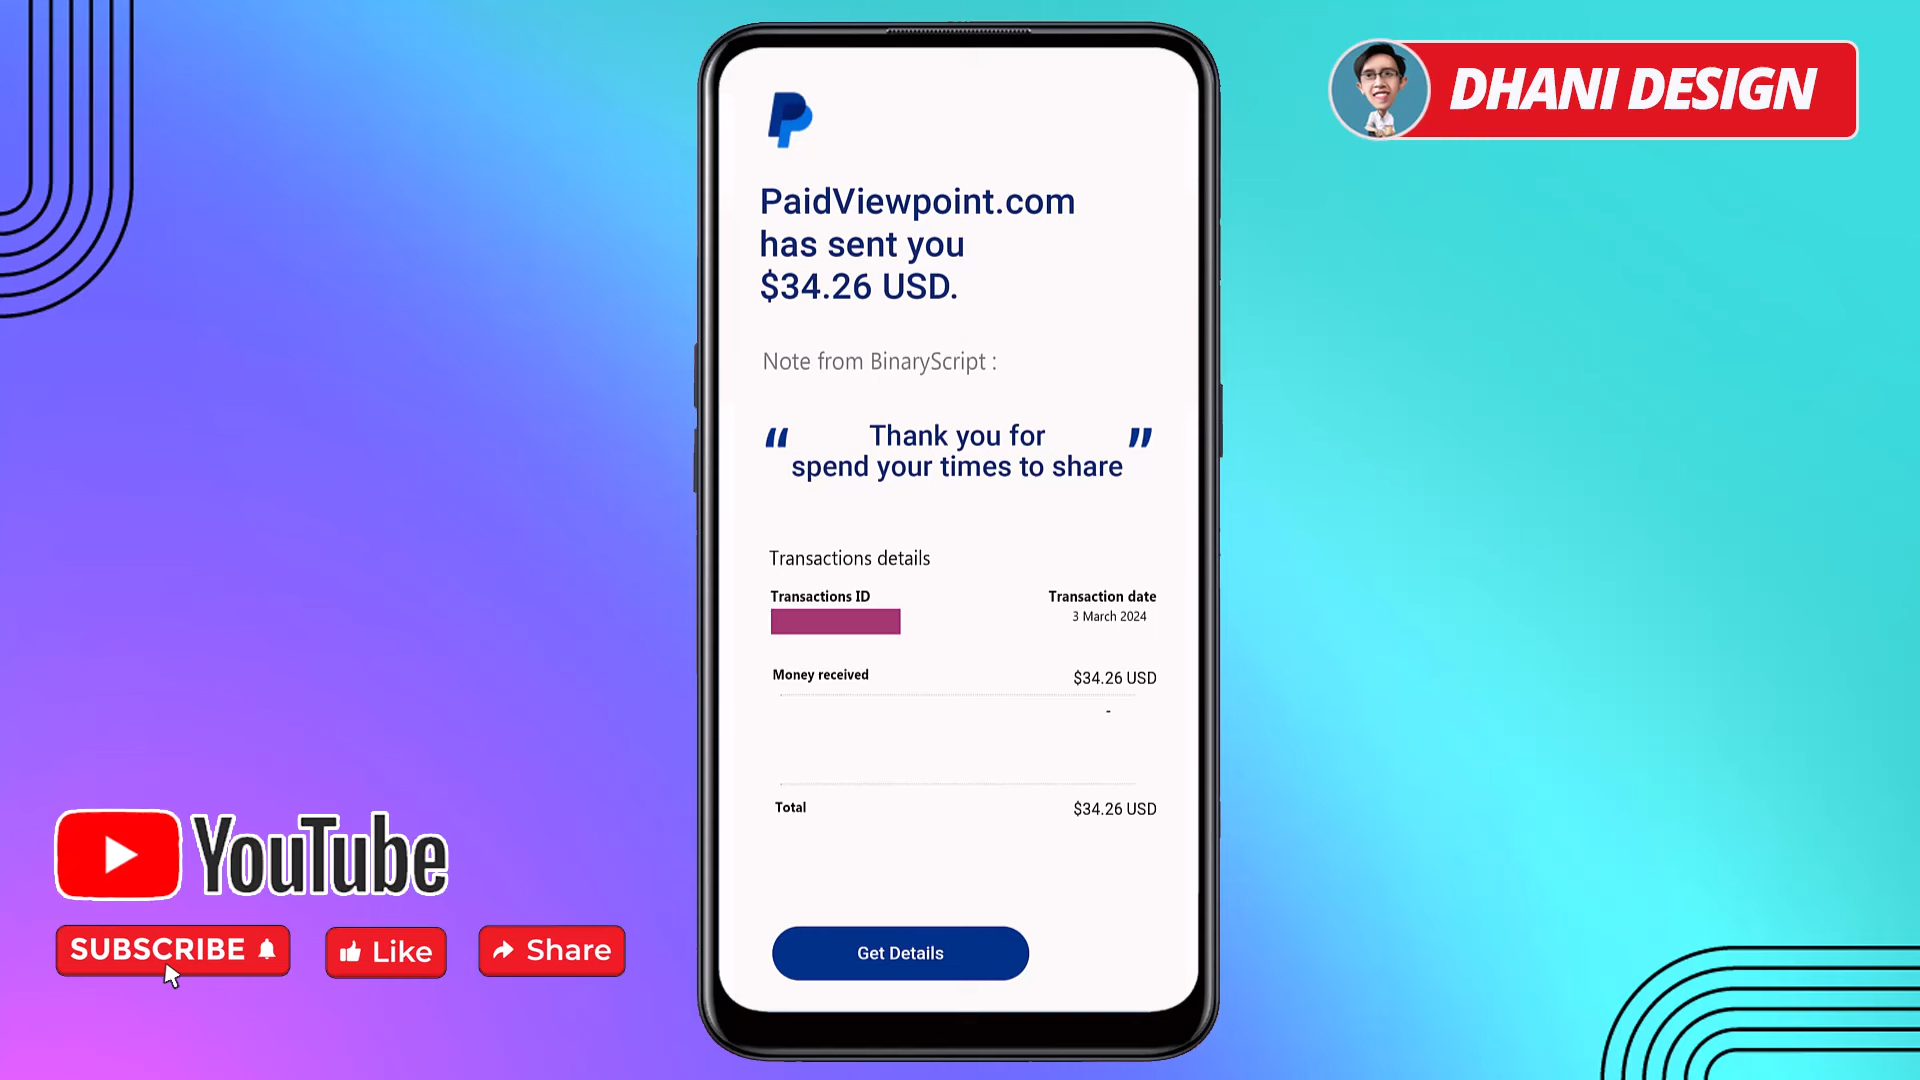 DHANI DESIGN
PaidViewpoint.com
has sent you
$34.26 USD.
Note from BinaryScript :
“ Thank you for ”
spend your times to share
Transactions details
Transactions ID
Transaction date
3 March 2024
Money received
$34.26 USD
-
Total
$34.26 USD
Get Details
YouTube
SUBSCRIBE
Like
Share